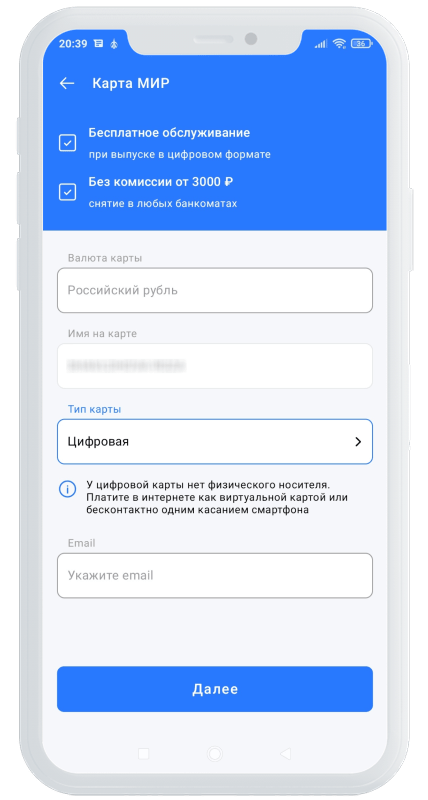 20:39
36
Карта МИР
Бесплатное обслуживание
при выпуске в цифровом формате
Без комиссии от 3000 ₽
снятие в любых банкоматах
Валюта карты
Российский рубль
Имя на карте
Тип карты
Цифровая
У цифровой карты нет физического носителя.
Платите в интернете как виртуальной картой или
бесконтактно одним касанием смартфона
Email
Укажите email
Далее